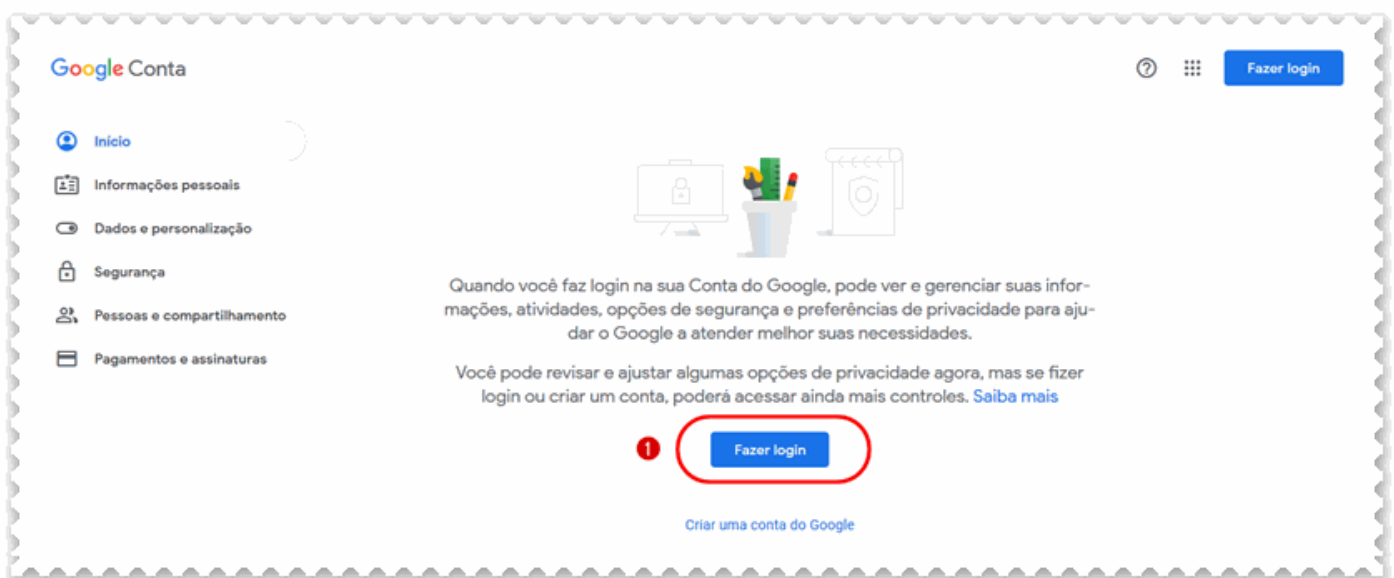 Google Conta
Fazer login
Início
Informações pessoais
Dados e personalização
Segurança
Pessoas e compartilhamento
Pagamentos e assinaturas
Quando você faz login na sua Conta do Google, pode ver e gerenciar suas infor-
mações, atividades, opções de segurança e preferências de privacidade para aju-
dar o Google a atender melhor suas necessidades.
Você pode revisar e ajustar algumas opções de privacidade agora, mas se fizer
login ou criar um conta, poderá acessar ainda mais controles. Saiba mais
1 Fazer login
Criar uma conta do Google